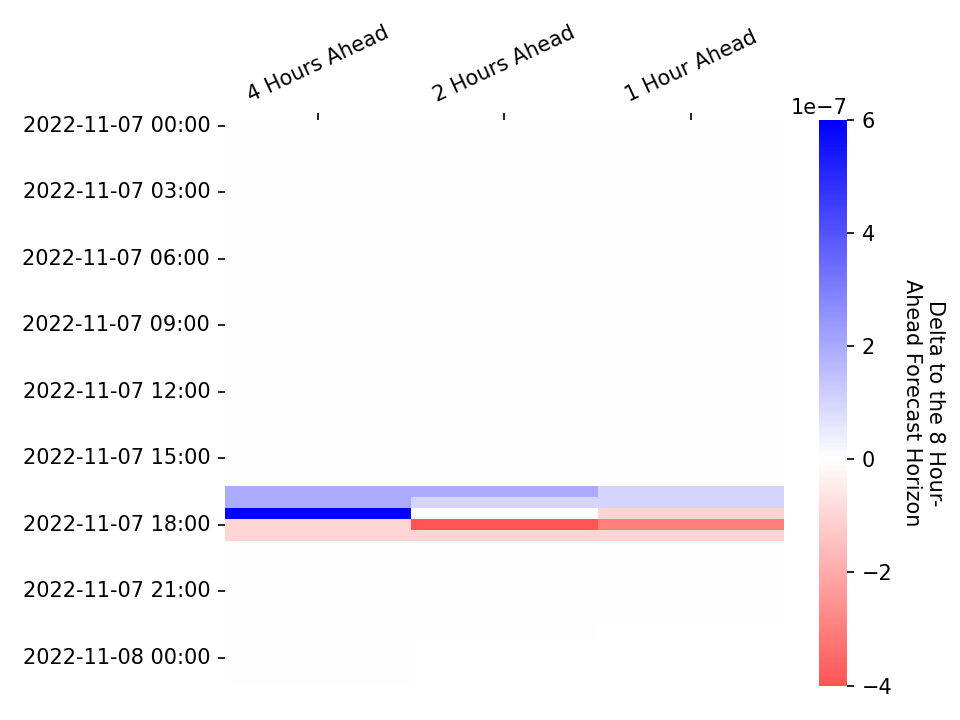 4 Hours Ahead
2 Hours Ahead
1 Hour Ahead
1e−7
2022-11-07 00:00
2022-11-07 03:00
2022-11-07 06:00
2022-11-07 09:00
2022-11-07 12:00
2022-11-07 15:00
2022-11-07 18:00
2022-11-07 21:00
2022-11-08 00:00
6
4
2
0
−2
−4
Delta to the 8 Hour-
Ahead Forecast Horizon